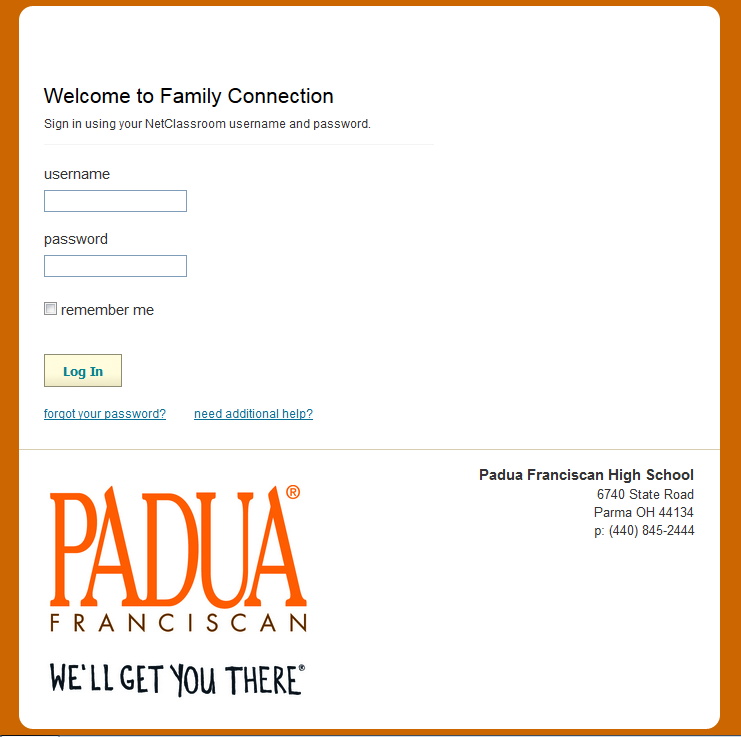 Welcome to Family Connection
Sign in using your NetClassroom username and password.
username
password
remember me
Log In
forgot your password? need additional help?
Padua Franciscan High School
6740 State Road
Parma OH 44134
p: (440) 845-2444
PADUA®
FRANCISCAN
WE'LL GET YOU THERE®